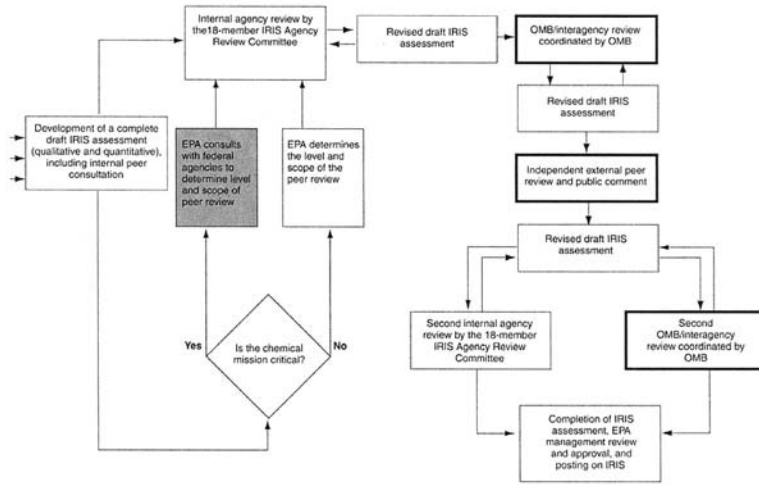 Internal agency review by
the18-member IRIS Agency
Review Committee
Revised draft IRIS
assessment
OMB/interagency review
coordinated by OMB
Revised draft IRIS
assessment
Development of a complete
draft IRIS assessment
(qualitative and quantitative),
including internal peer
consultation
EPA consults
with federal
agencies to
determine level
and scope of
peer review
EPA determines
the level and
scope of the
peer review
Independent external peer
review and public comment
Revised draft IRIS
assessment
Yes
Is the chemical
mission critical?
No
Second internal agency
review by the 18-member
IRIS Agency Review
Committee
Second
OMB/interagency
review coordinated by
OMB
Completion of IRIS
assessment, EPA
management review
and approval, and
posting on IRIS